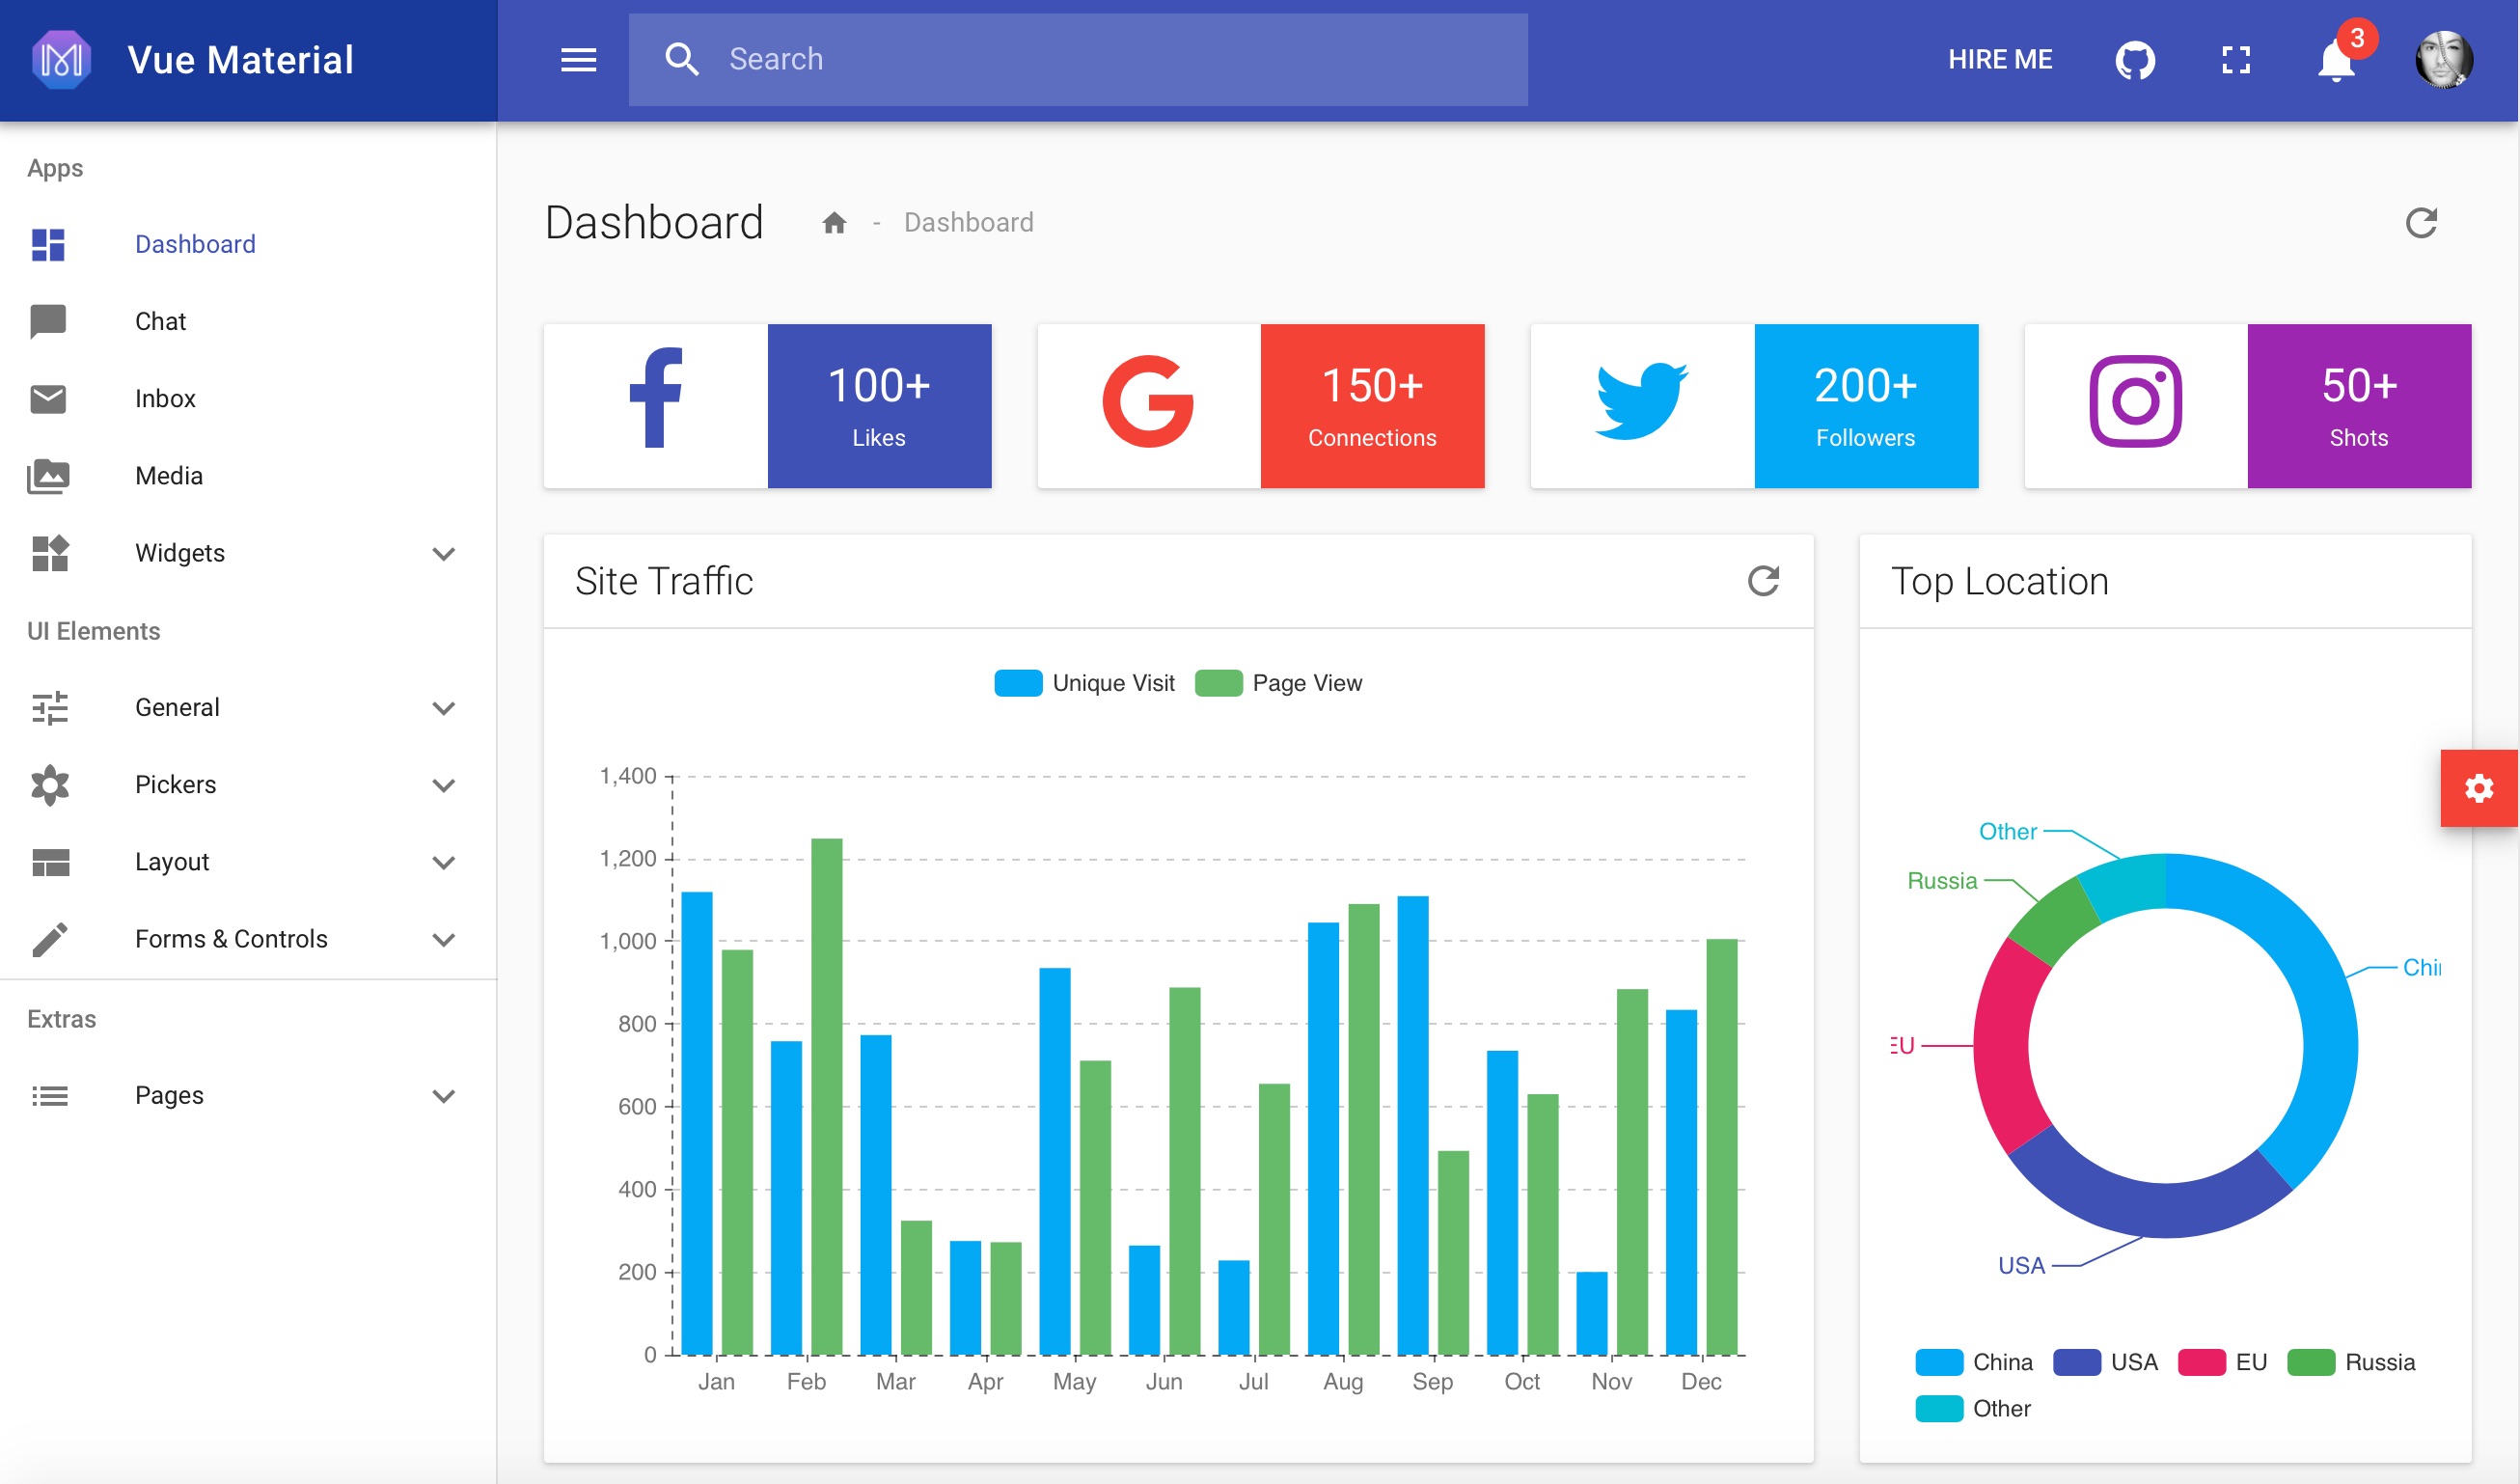 Vue Material
Search
HIRE ME
3
Apps
Dashboard
Chat
Inbox
Media
Widgets
UI Elements
General
Pickers
Layout
Forms & Controls
Extras
Pages
Dashboard - Dashboard
100+
Likes
150+
Connections
200+
Followers
50+
Shots
Site Traffic
Unique Visit Page View
1,400
1,200
1,000
800
600
400
200
0
Jan Feb Mar Apr May Jun Jul Aug Sep Oct Nov Dec
Top Location
Other
Russia
Chi
EU
USA
China USA EU Russia
Other